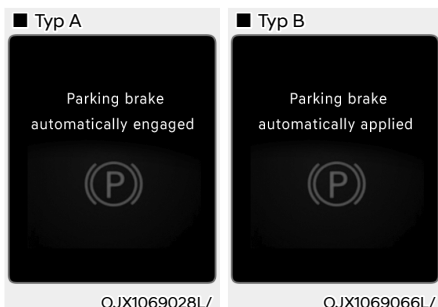 ■ Typ A
Parking brake
automatically engaged
P
OJX1069028L/
■ Typ B
Parking brake
automatically applied
P
OJX1069066L/